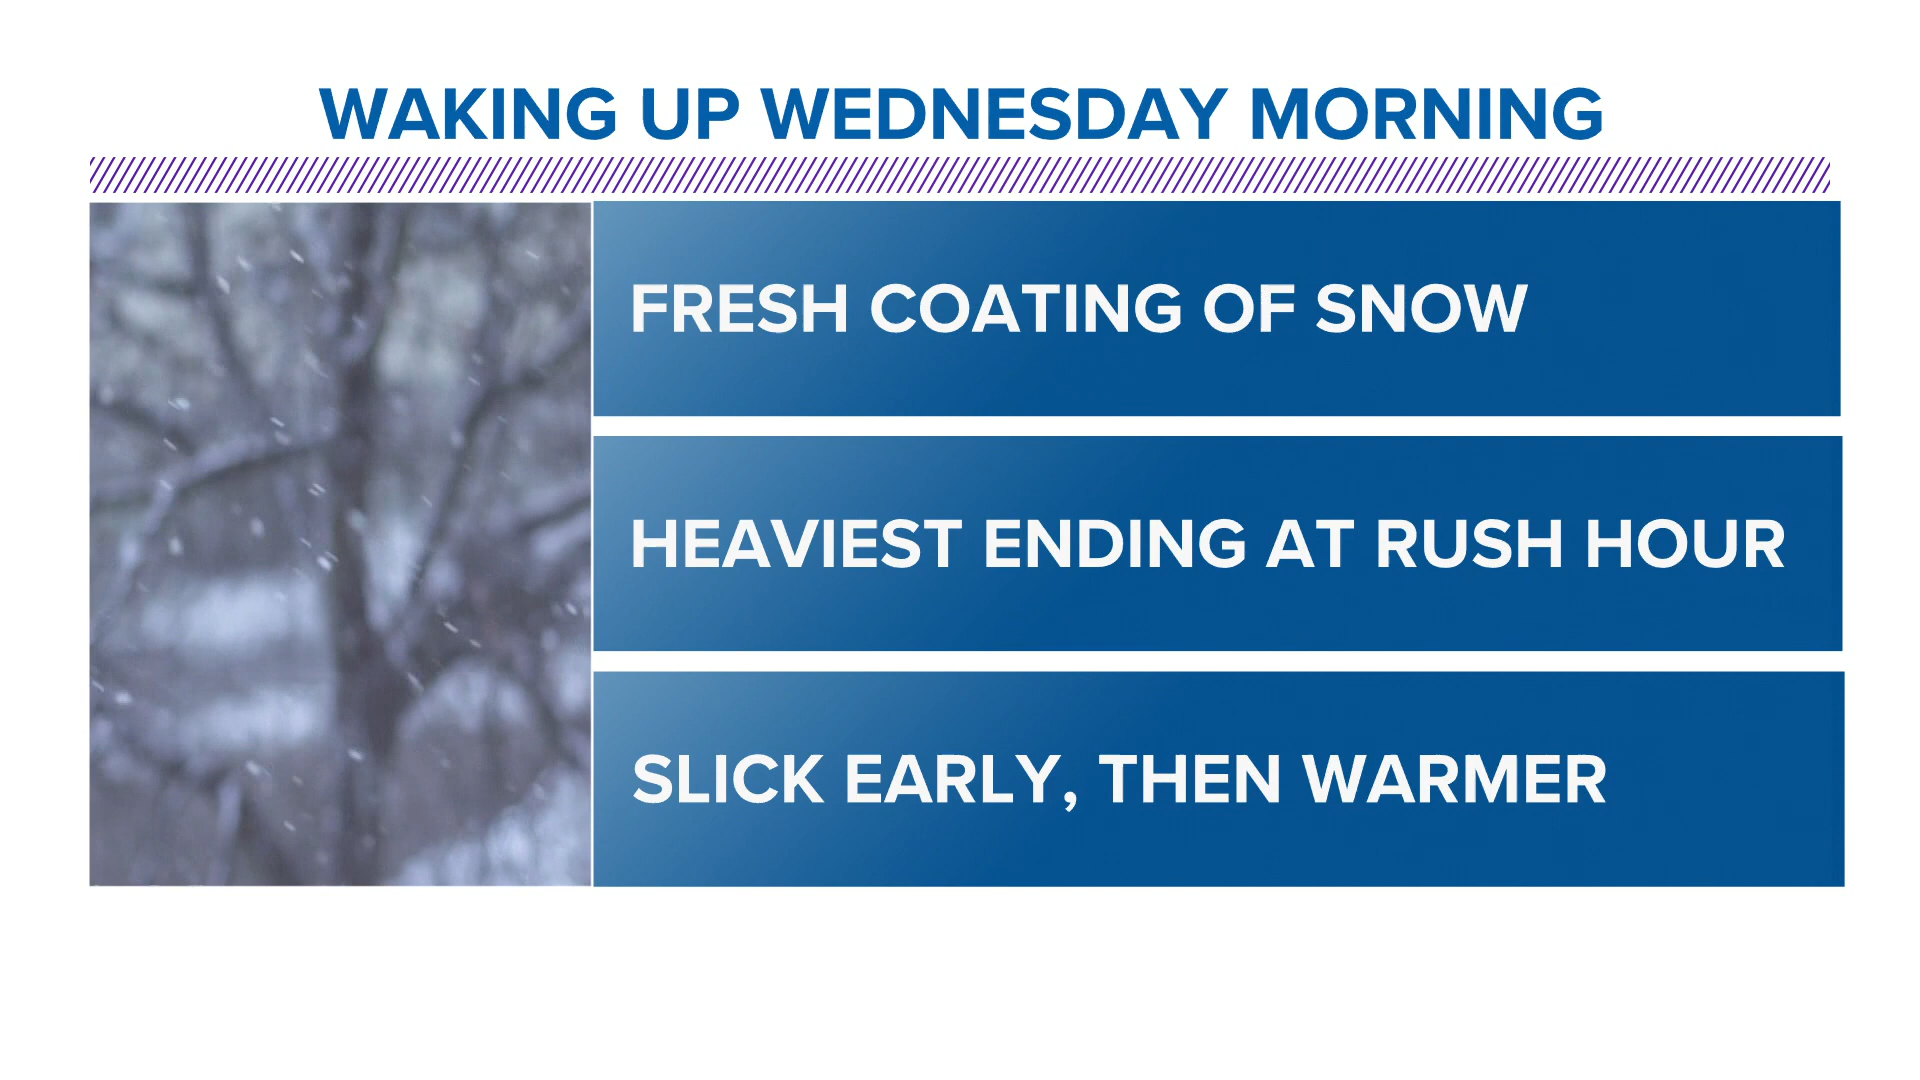 WAKING UP WEDNESDAY MORNING
FRESH COATING OF SNOW
HEAVIEST ENDING AT RUSH HOUR
SLICK EARLY, THEN WARMER